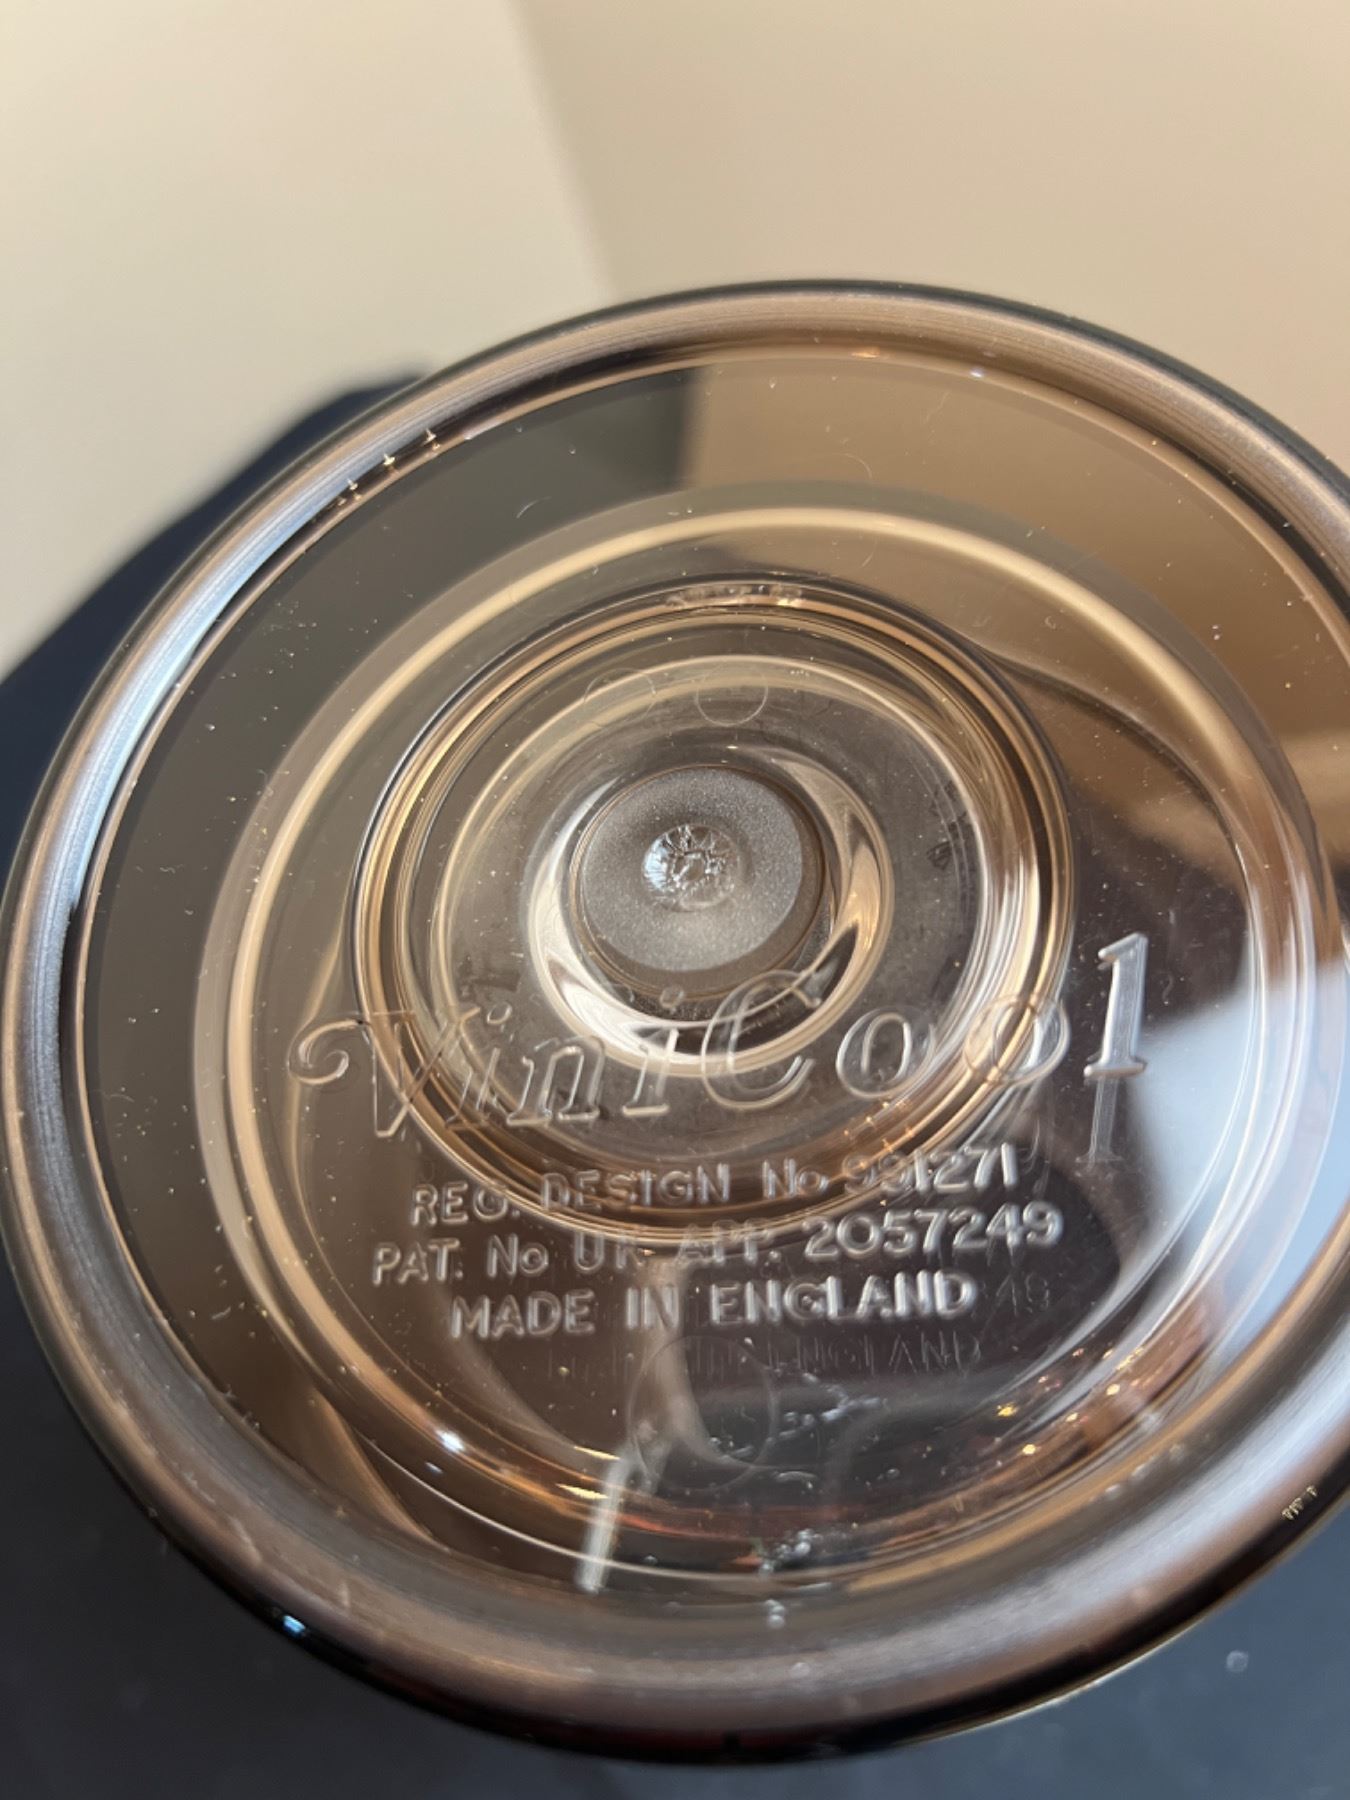 ViniCool
REG. DESIGN No 991271
PAT. No UK APP. 2057249
MADE IN ENGLAND